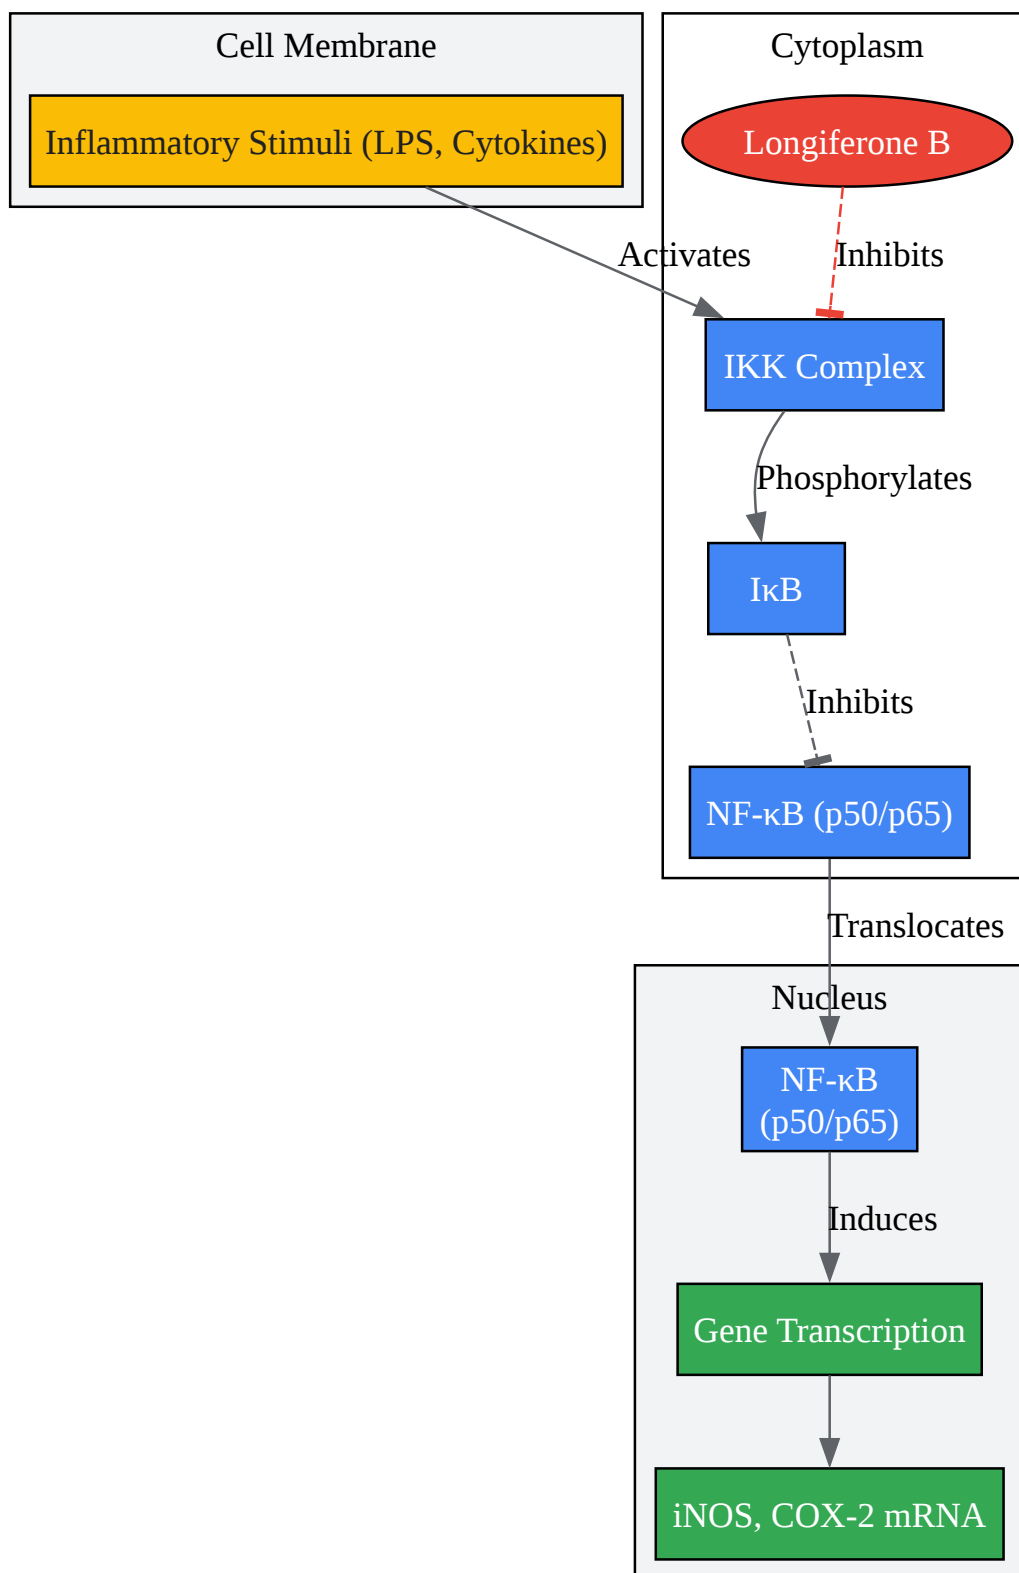 Cell Membrane
Inflammatory Stimuli (LPS, Cytokines)
Cytoplasm
Longiferone B
Activates
Inhibits
IKK Complex
Phosphorylates
IκB
Inhibits
NF-κB (p50/p65)
Translocates
Nucleus
NF-κB
(p50/p65)
Induces
Gene Transcription
iNOS, COX-2 mRNA